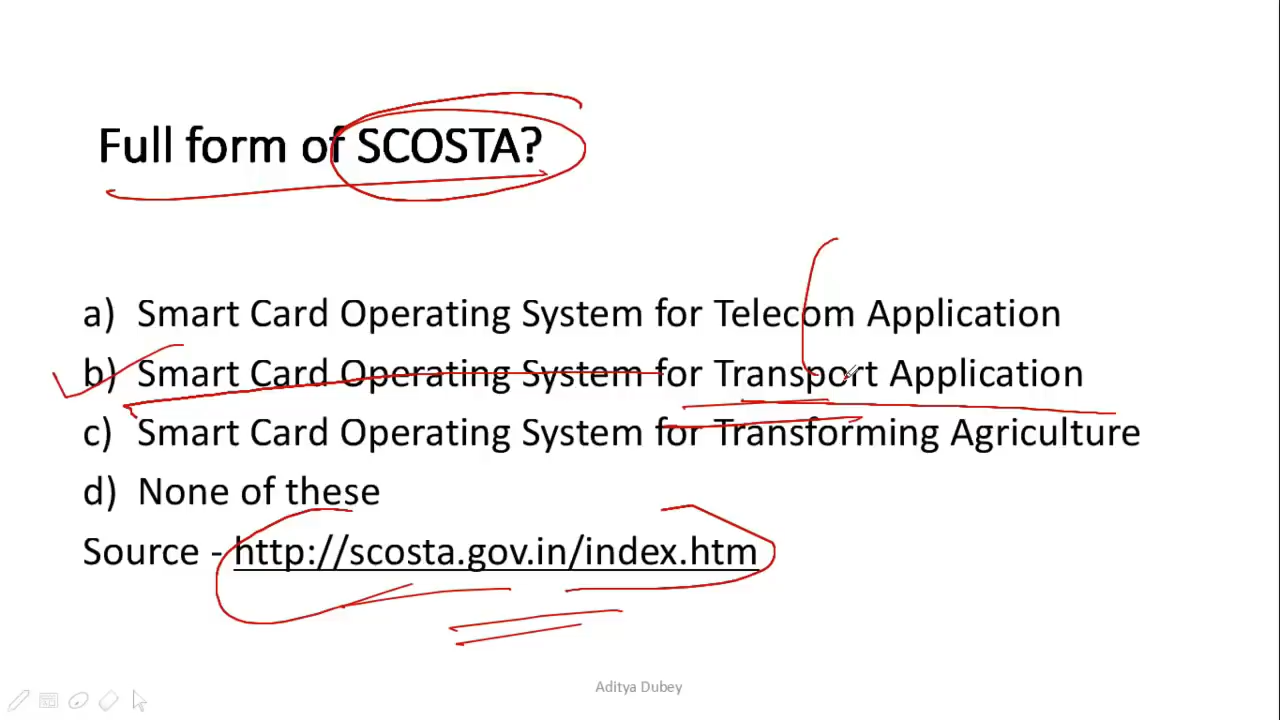 Full form of SCOSTA?
a) Smart Card Operating System for Telecom Application
b) Smart Card Operating System for Transport Application
c) Smart Card Operating System for Transforming Agriculture
d) None of these
Source - http://scosta.gov.in/index.htm
Aditya Dubey